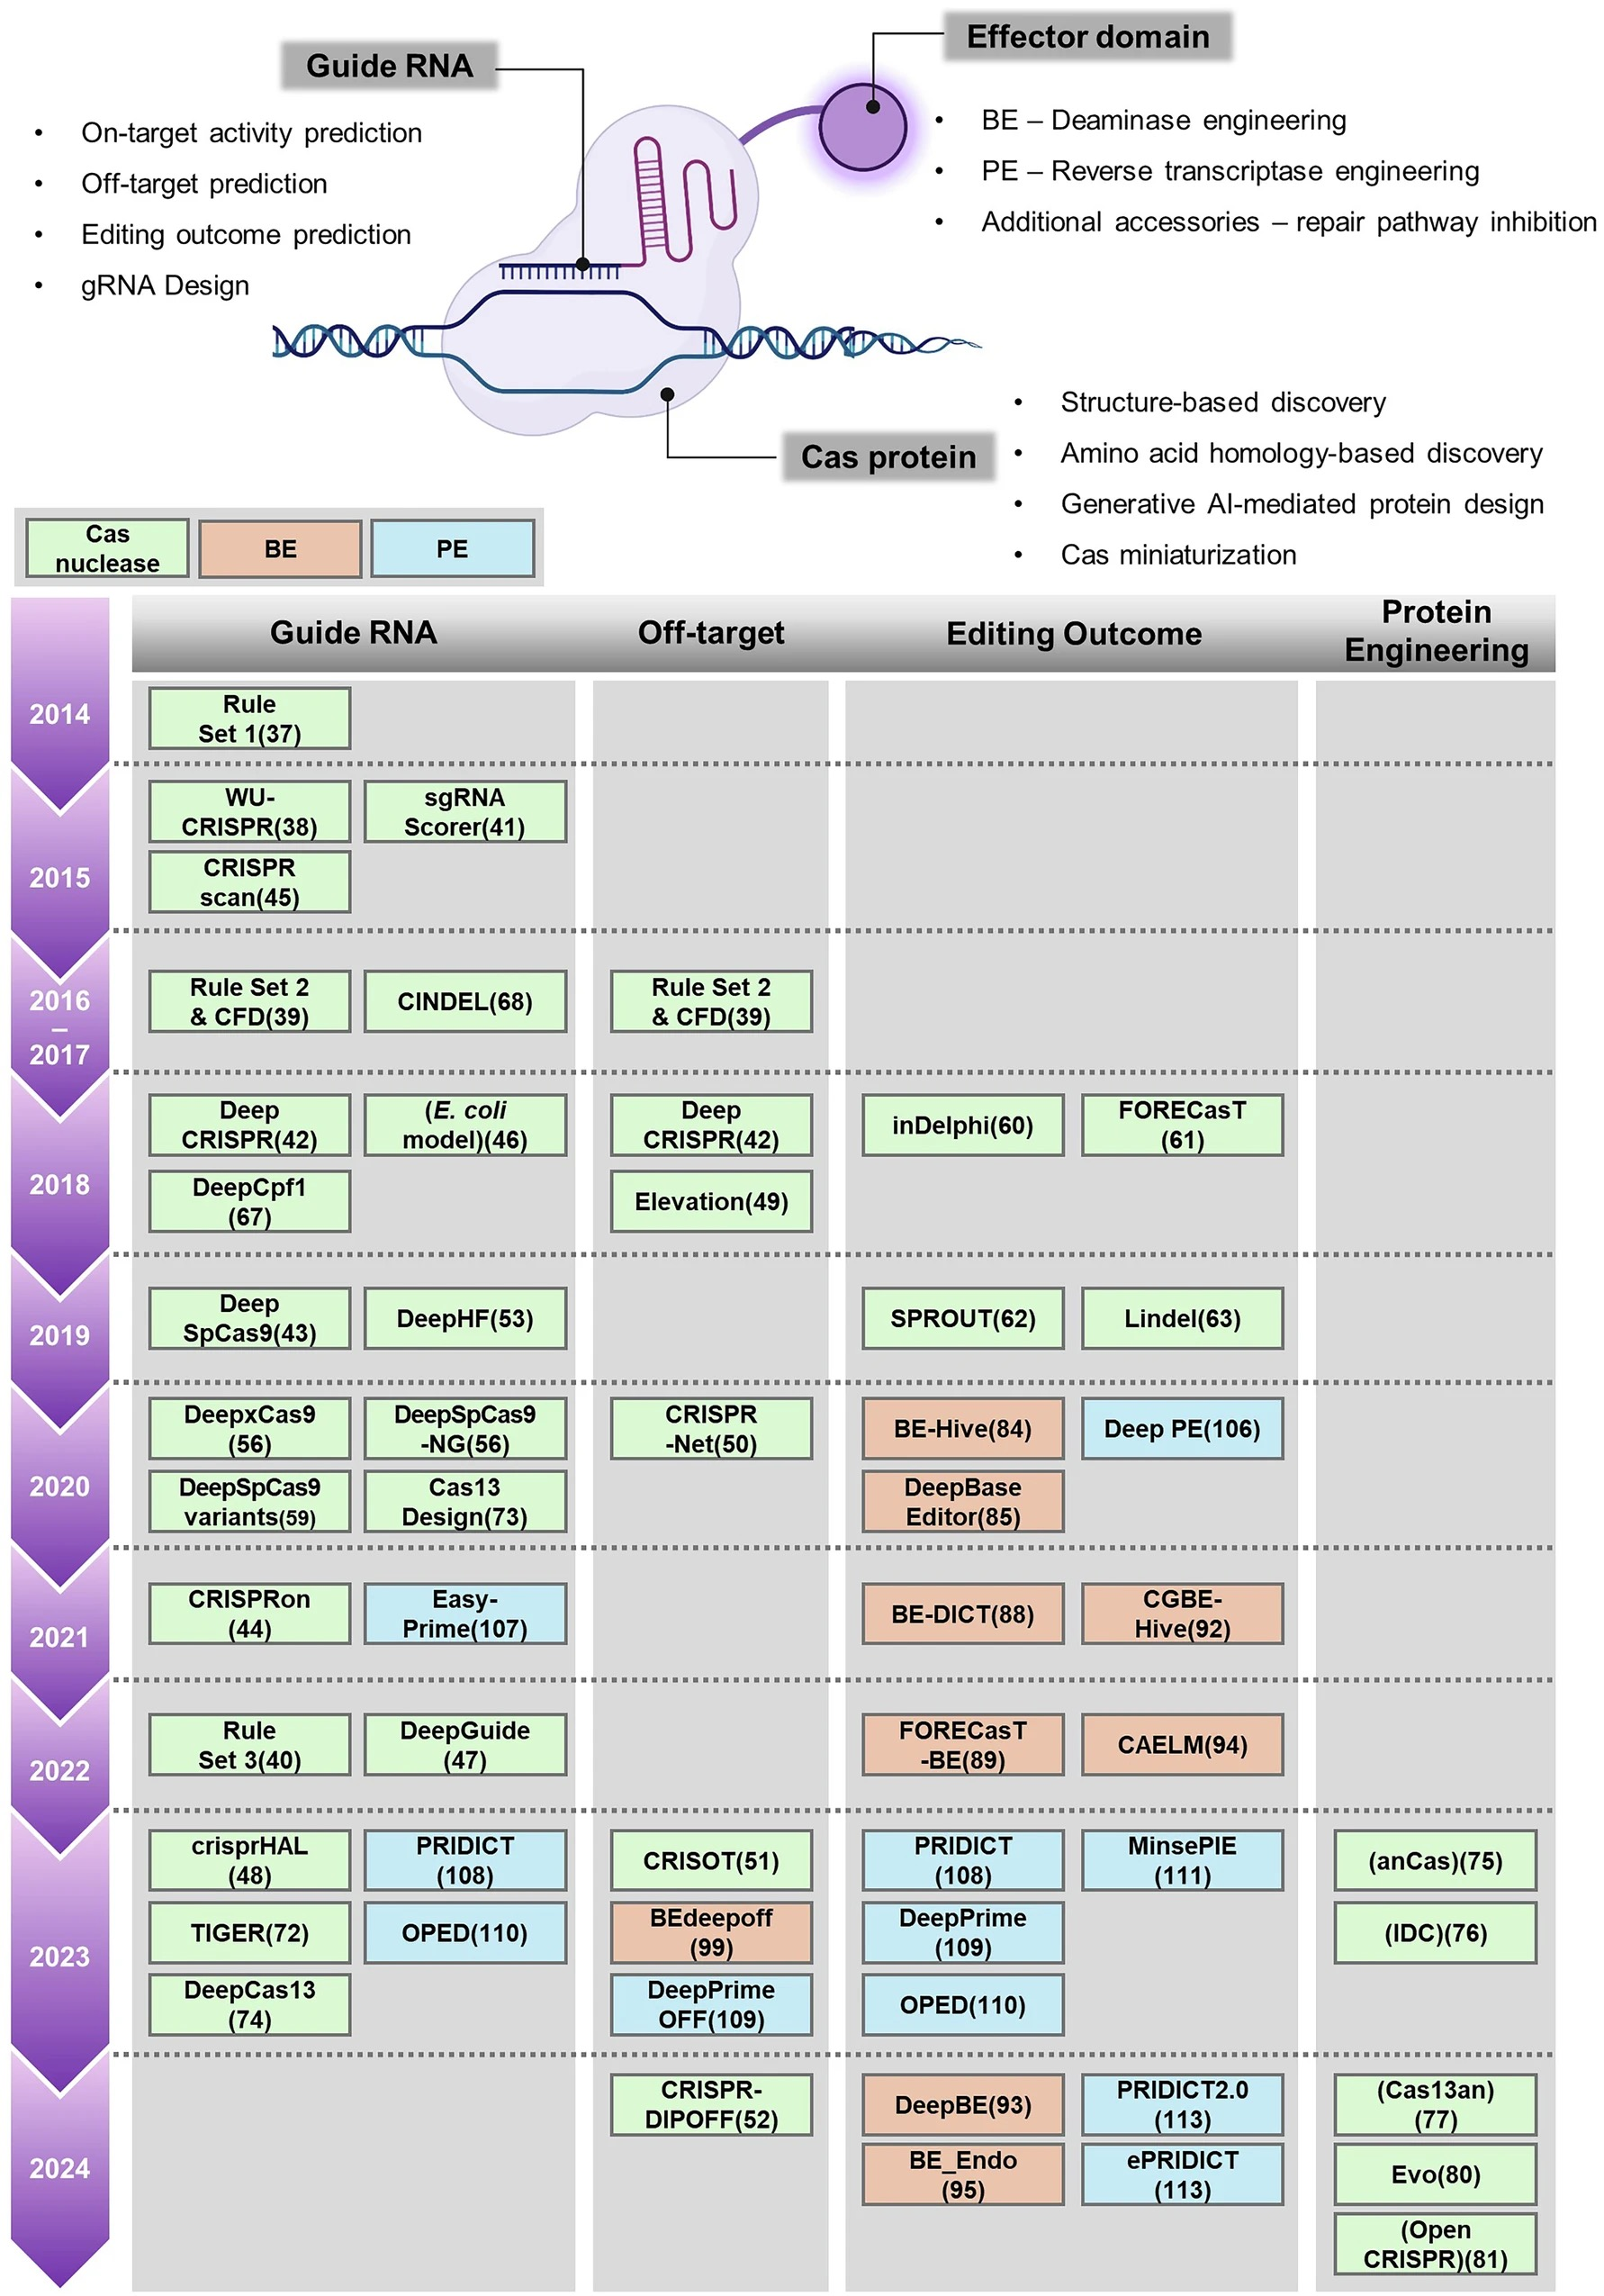 Guide RNA
Effector domain
• On-target activity prediction
• Off-target prediction
• Editing outcome prediction
• gRNA Design
• BE – Deaminase engineering
• PE – Reverse transcriptase engineering
• Additional accessories – repair pathway inhibition
Cas protein
• Structure-based discovery
• Amino acid homology-based discovery
• Generative AI-mediated protein design
• Cas miniaturization
Cas
nuclease
BE
PE
Guide RNA
Off-target
Editing Outcome
Protein
Engineering
2014
Rule
Set 1(37)
2015
WU-
CRISPR(38)
sgRNA
Scorer(41)
CRISPR
scan(45)
2016
–
2017
Rule Set 2
& CFD(39)
CINDEL(68)
Rule Set 2
& CFD(39)
2018
Deep
CRISPR(42)
(E. coli
model)(46)
Deep
CRISPR(42)
inDelphi(60)
FORECasT
(61)
DeepCpf1
(67)
Elevation(49)
2019
Deep
SpCas9(43)
DeepHF(53)
SPROUT(62)
Lindel(63)
2020
DeepxCas9
(56)
DeepSpCas9
-NG(56)
CRISPR
-Net(50)
BE-Hive(84)
Deep PE(106)
DeepSpCas9
variants(59)
Cas13
Design(73)
DeepBase
Editor(85)
2021
CRISPRon
(44)
Easy-
Prime(107)
BE-DICT(88)
CGBE-
Hive(92)
2022
Rule
Set 3(40)
DeepGuide
(47)
FORECasT
-BE(89)
CAELM(94)
2023
crisprHAL
(48)
PRIDICT
(108)
CRISOT(51)
PRIDICT
(108)
MinsePIE
(111)
(anCas)(75)
TIGER(72)
OPED(110)
BEdeepoff
(99)
DeepPrime
(109)
(IDC)(76)
DeepCas13
(74)
DeepPrime
OFF(109)
OPED(110)
2024
CRISPR-
DIPOFF(52)
DeepBE(93)
PRIDICT2.0
(113)
(Cas13an)
(77)
BE_Endo
(95)
ePRIDICT
(113)
Evo(80)
(Open
CRISPR)(81)